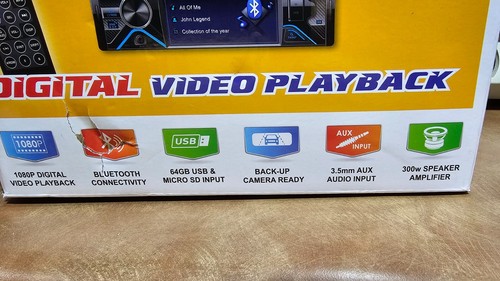 All Of Me
John Legend
Collection of the year
DIGITAL VIDEO PLAYBACK
1080P
USB
AUX
INPUT
1080P DIGITAL
VIDEO PLAYBACK
BLUETOOTH
CONNECTIVITY
64GB USB &
MICRO SD INPUT
BACK-UP
CAMERA READY
3.5mm AUX
AUDIO INPUT
300w SPEAKER
AMPLIFIER